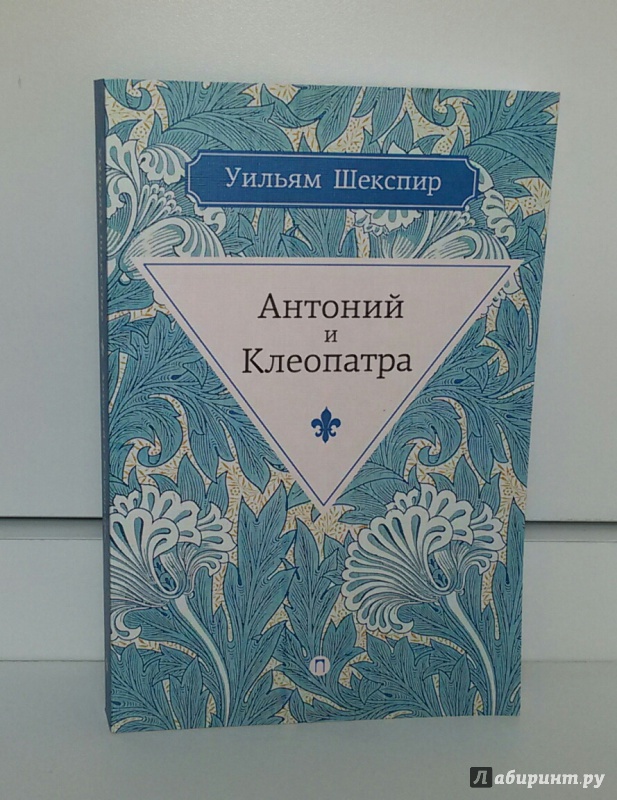 Уильям Шекспир
Антоний
и
Клеопатра
П
Лабиринт.ру